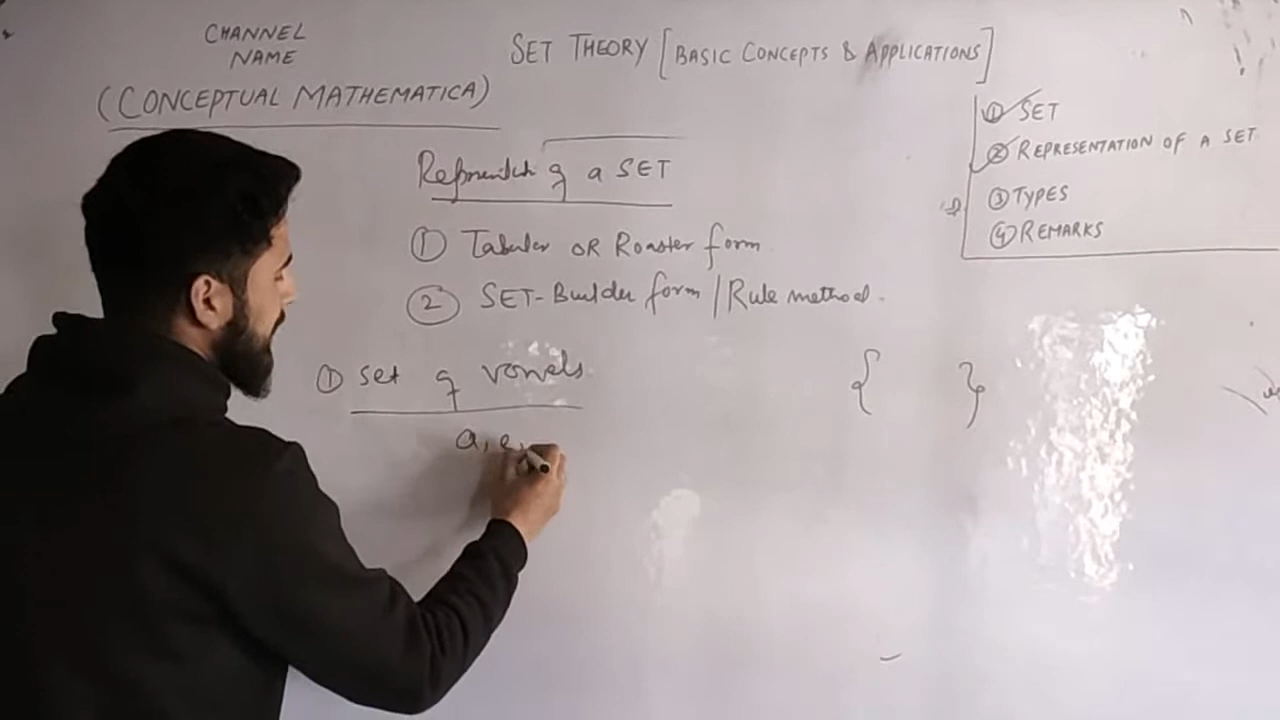 CHANNEL
NAME
(CONCEPTUAL MATHEMATICA)
SET THEORY [BASIC CONCEPTS & APPLICATIONS]
① SET
② REPRESENTATION OF A SET
③ TYPES
④ REMARKS
of a SET
① Tabular OR Roaster form
② SET-Builder form / Rule method.
① set of vowels.
{ }
a, e,